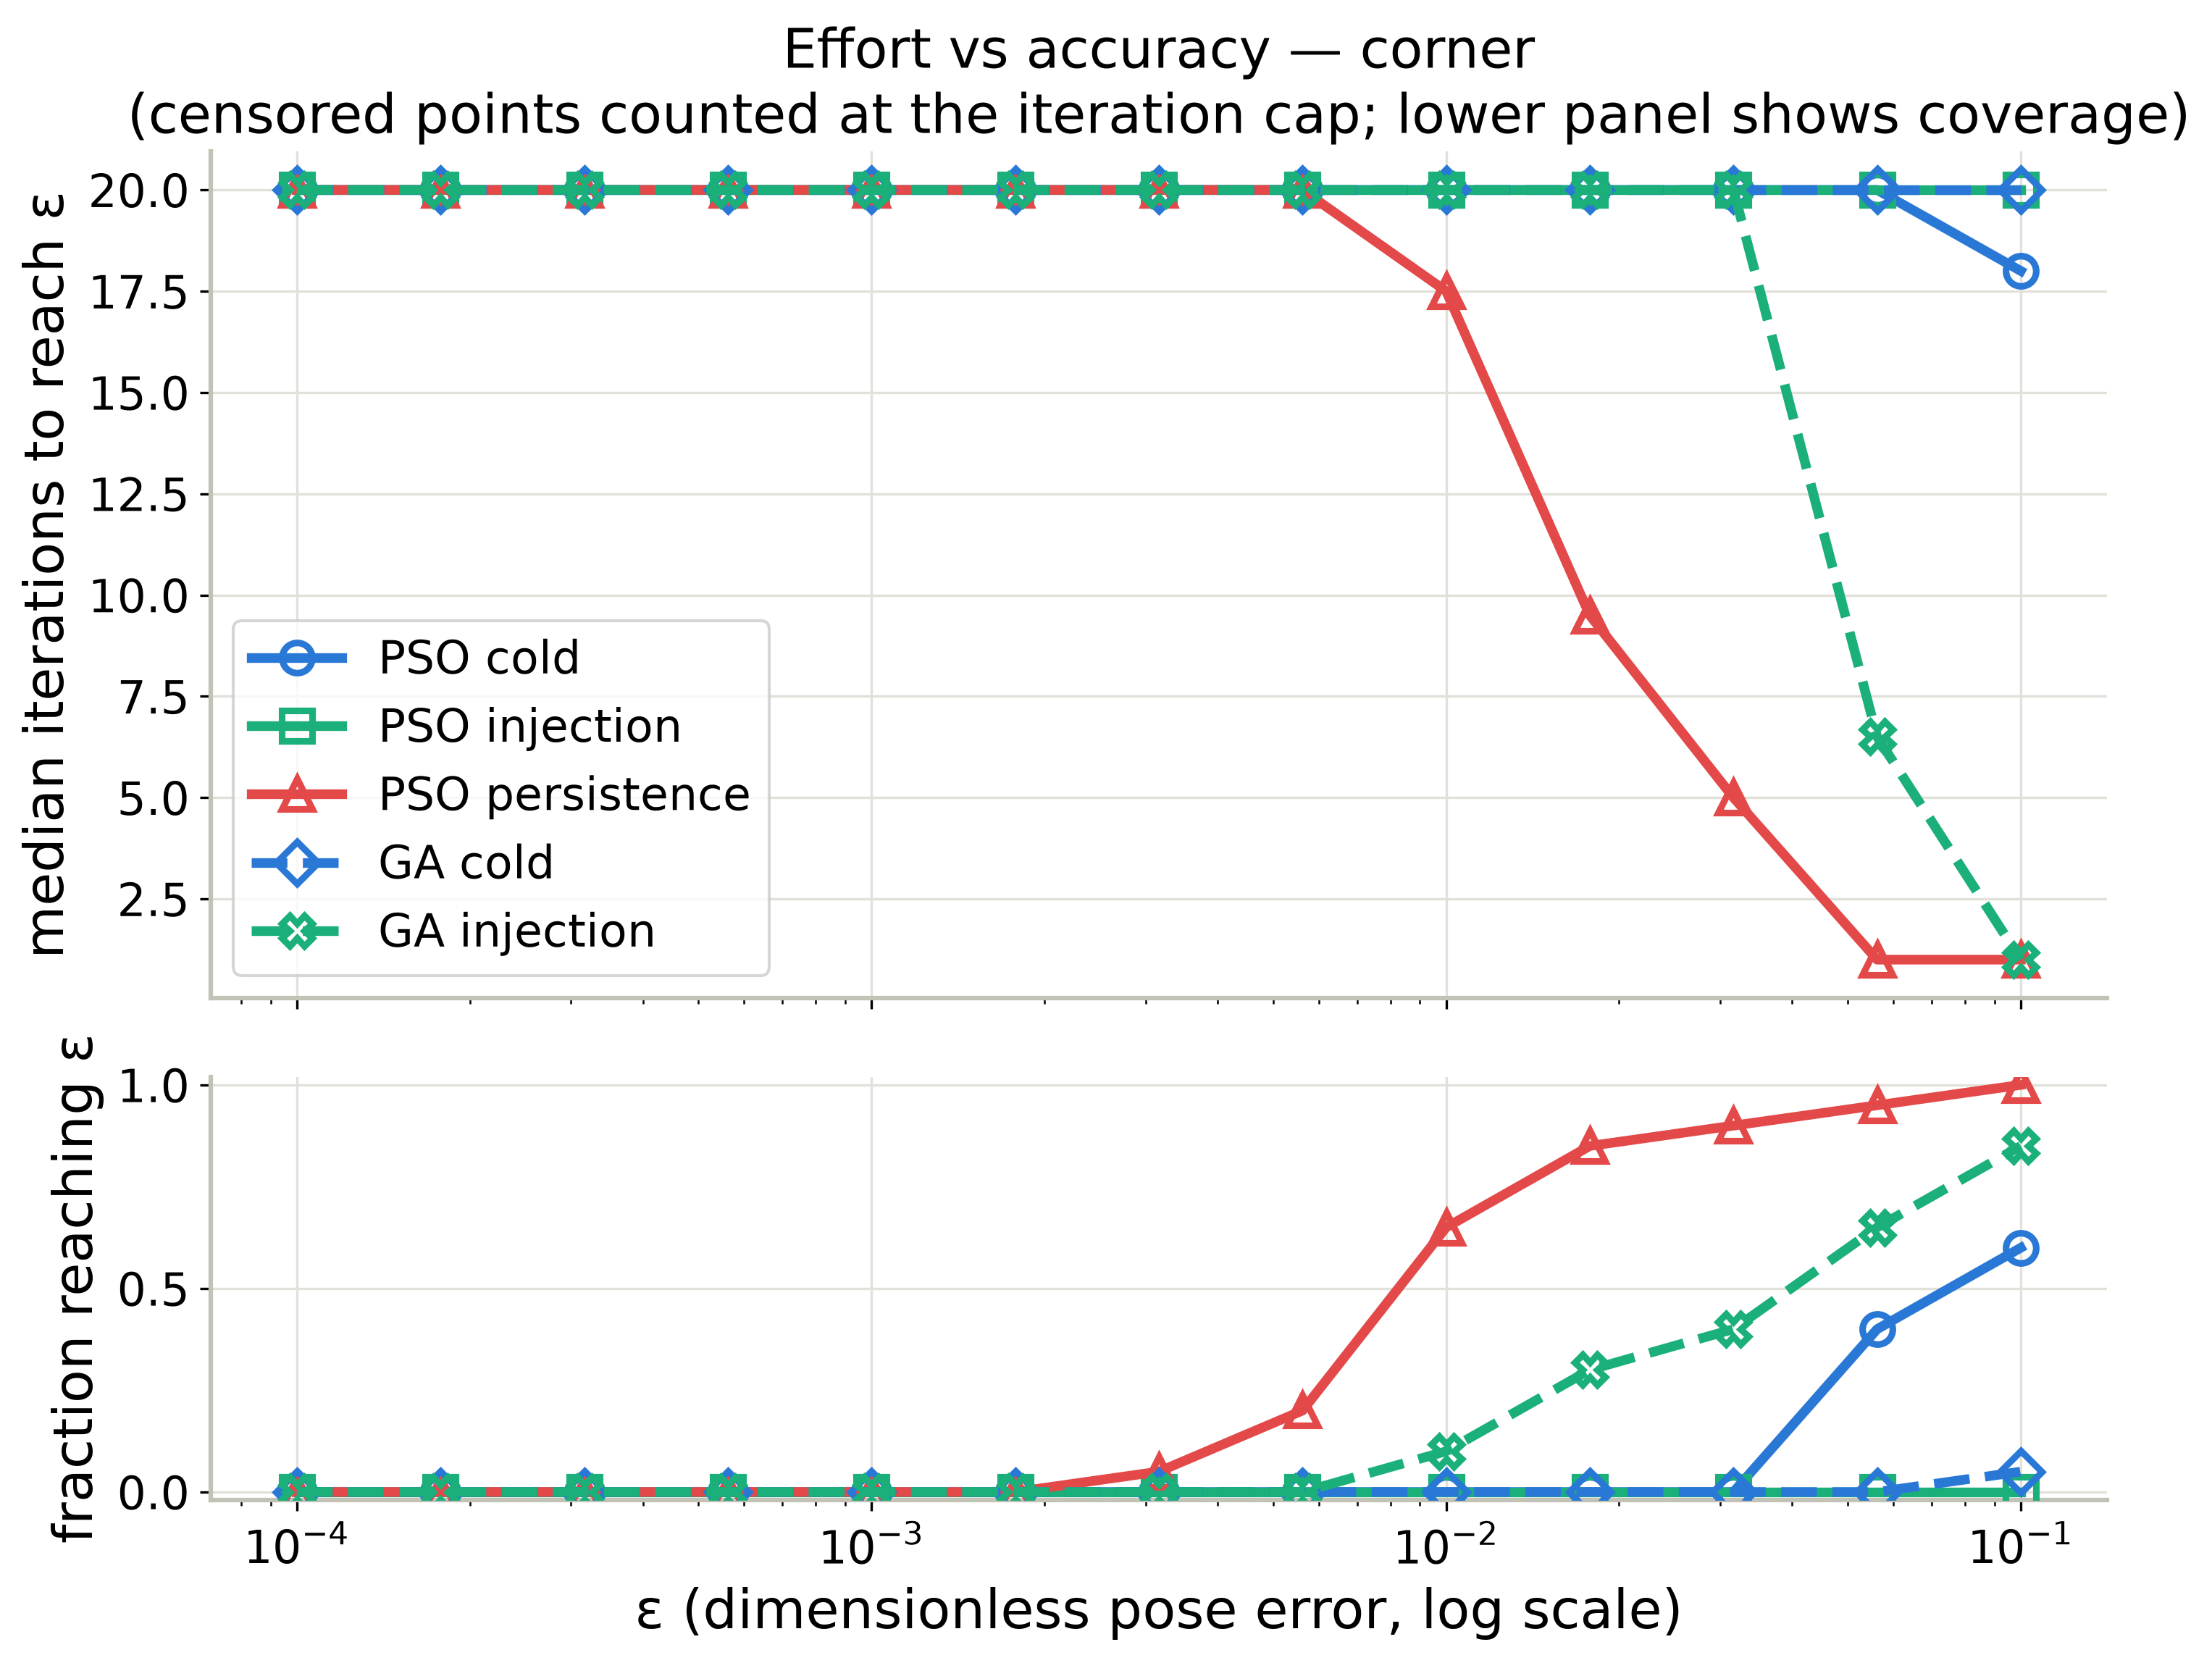 Effort vs accuracy — corner
(censored points counted at the iteration cap; lower panel shows coverage)
median iterations to reach ε
20.0
17.5
15.0
12.5
10.0
7.5
5.0
2.5
PSO cold
PSO injection
PSO persistence
GA cold
GA injection
fraction reaching ε
1.0
0.5
0.0
10⁻⁴ 10⁻³ 10⁻² 10⁻¹
ε (dimensionless pose error, log scale)